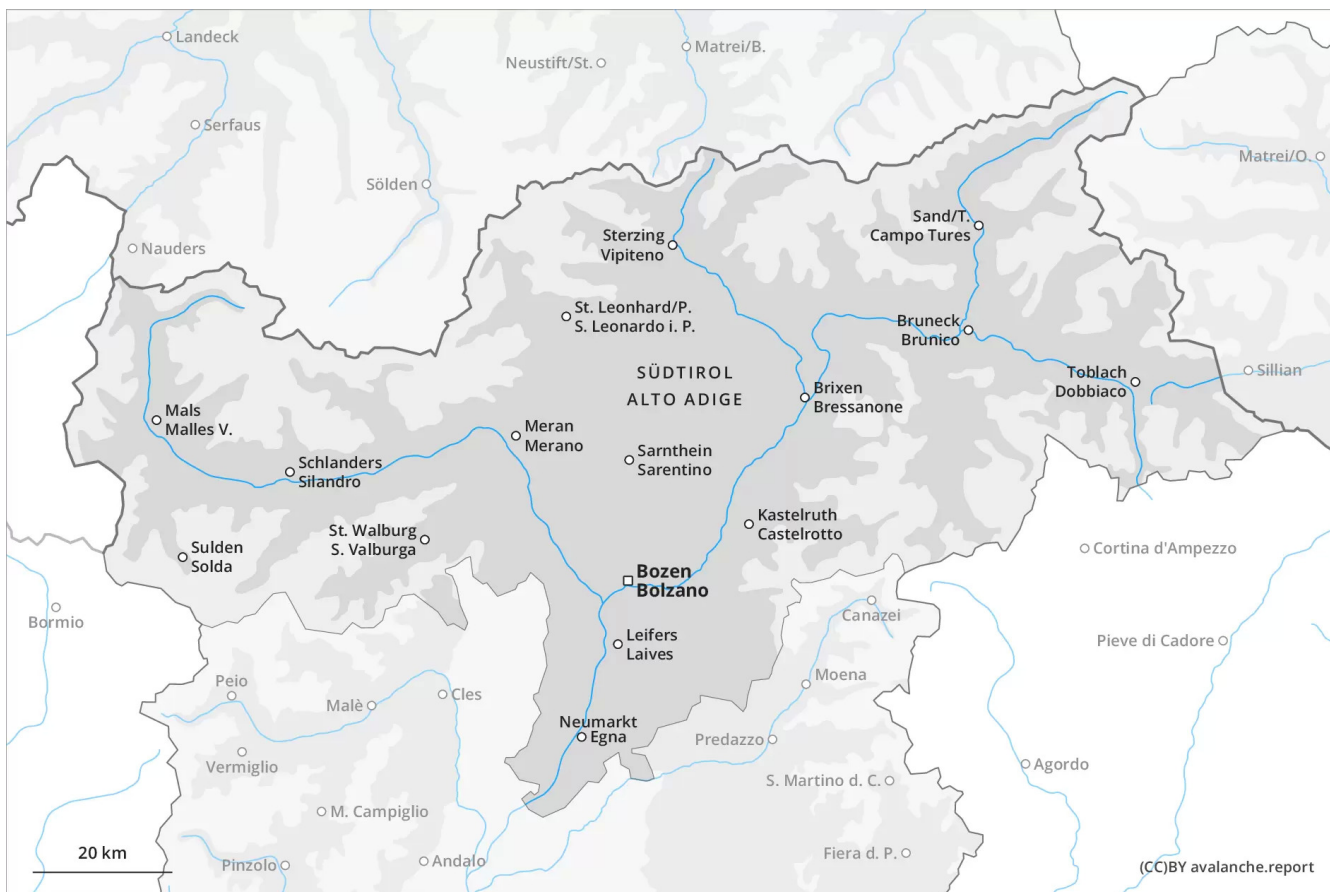 Landeck
Matrei/B.
Neustift/St.
Serfaus
Matrei/O.
Sölden
Sand/T.
Campo Tures
Sterzing
Vipiteno
Nauders
St. Leonhard/P.
S. Leonardo i. P.
Bruneck
Brunico
SÜDTIROL
ALTO ADIGE
Toblach
Dobbiaco
Sillian
Brixen
Bressanone
Mals
Malles V.
Meran
Merano
Sarnthein
Sarentino
Schlanders
Silandro
Kastelruth
Castelrotto
St. Walburg
S. Valburga
Sulden
Solda
Cortina d'Ampezzo
Bozen
Bolzano
Bormio
Canazei
Leifers
Laives
Pieve di Cadore
Moena
Peio
Malè
Cles
Neumarkt
Egna
Predazzo
Vermiglio
Agordo
S. Martino d. C.
M. Campiglio
20 km
Pinzolo
Andalo
Fiera d. P.
(CC)BY avalanche.report